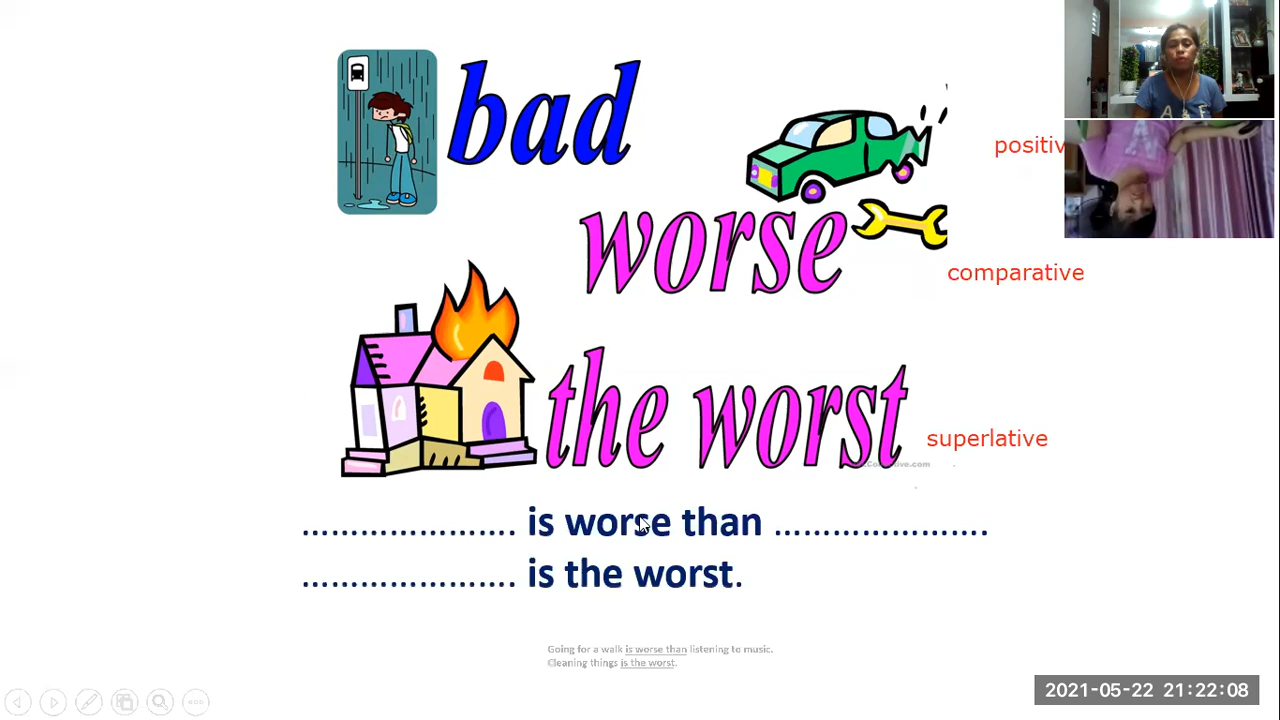 bad
positiv
worse
comparative
the worst
superlative
…………………. is worse than ………………….
…………………. is the worst.
Going for a walk is worse than listening to music.
Cleaning things is the worst.
2021-05-22 21:22:08